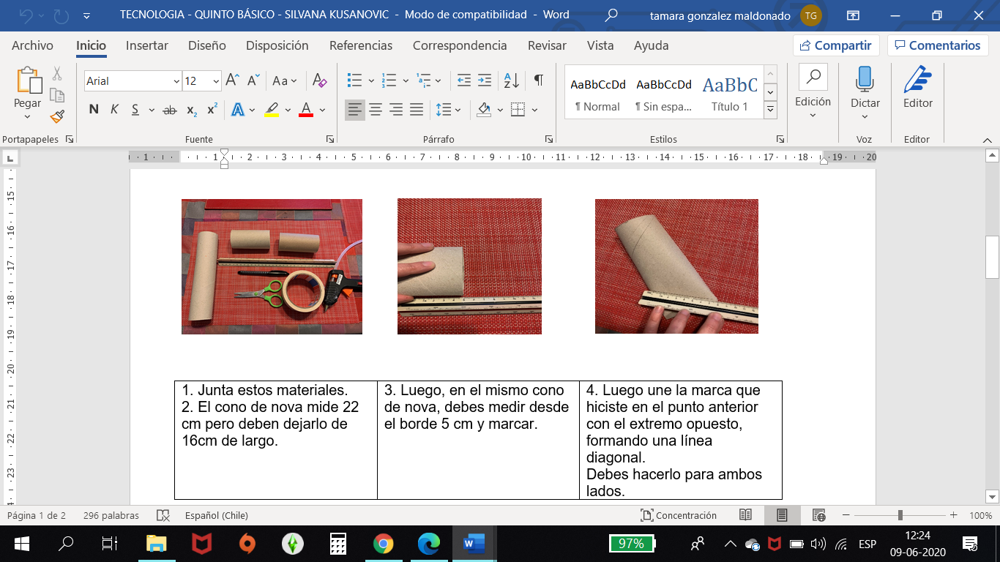 TECNOLOGIA - QUINTO BÁSICO - SILVANA KUSANOVIC - Modo de compatibilidad - Word
tamara gonzalez maldonado
TG
Archivo Inicio Insertar Diseño Disposición Referencias Correspondencia Revisar Vista Ayuda
Compartir Comentarios
Pegar
Arial 12
Aa
N K S ab x₂ x²
A A
AaBbCcDd AaBbCcDd AaBbC
¶ Normal ¶ Sin espa... Título 1
Edición
Dictar
Editor
Portapapeles Fuente Párrafo Estilos Voz Editor
1 1 2 3 4 5 6 7 8 9 10 11 12 13 14 15 16 17 18 19 20
15
16
17
18
19
20
21
22
23
1. Junta estos materiales.
2. El cono de nova mide 22
cm pero deben dejarlo de
16cm de largo.
3. Luego, en el mismo cono
de nova, debes medir desde
el borde 5 cm y marcar.
4. Luego une la marca que
hiciste en el punto anterior
con el extremo opuesto,
formando una línea
diagonal.
Debes hacerlo para ambos
lados.
Página 1 de 2 296 palabras Español (Chile)
Concentración
100%
97%
ESP
12:24
09-06-2020